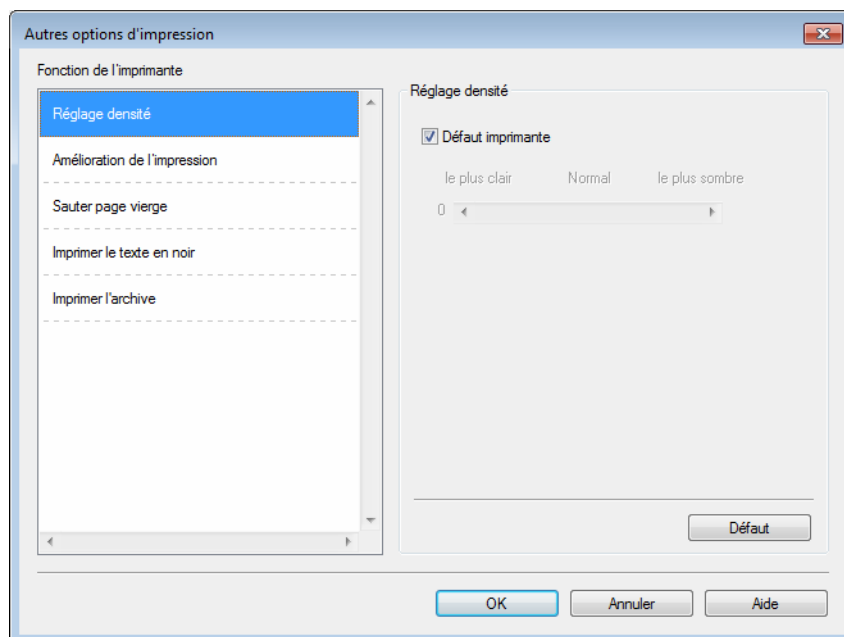 Autres options d'impression
Fonction de l'imprimante
Réglage densité
Amélioration de l'impression
Sauter page vierge
Imprimer le texte en noir
Imprimer l'archive
Réglage densité
Défaut imprimante
le plus clair Normal le plus sombre
0
Défaut
OK Annuler Aide